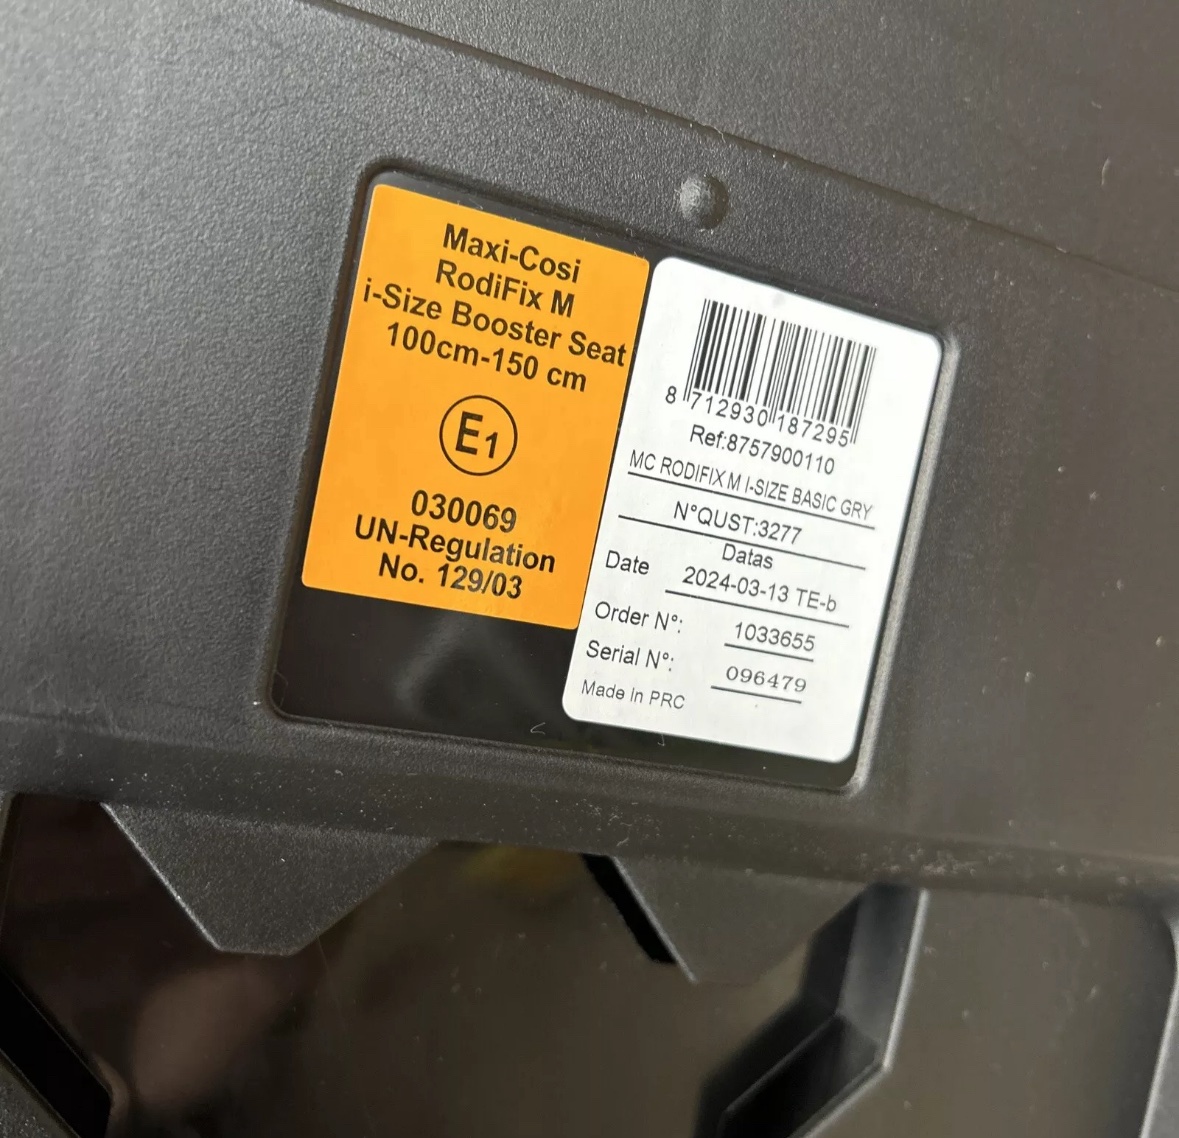 Maxi-Cosi
RodiFix M
i-Size Booster Seat
100cm-150 cm
E1
030069
UN-Regulation
No. 129/03
8 712930 187295
Ref:8757900110
MC RODIFIX M I-SIZE BASIC GRY
N°QUST:3277
Datas
Date 2024-03-13 TE-b
Order N°: 1033655
Serial N°: 096479
Made in PRC